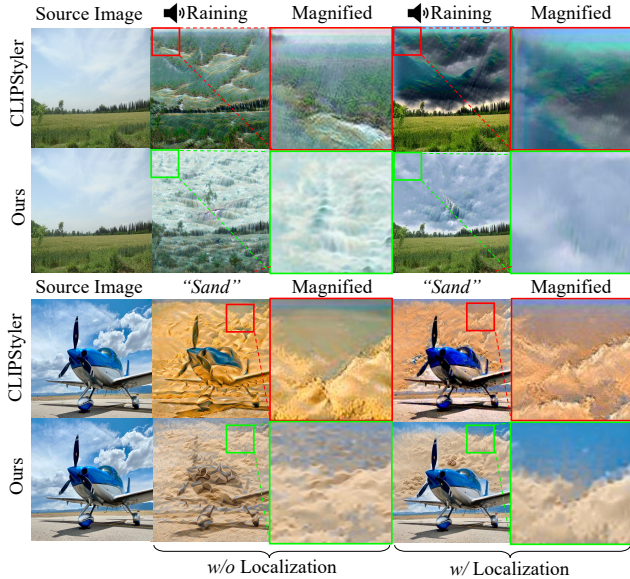 Source Image Raining Magnified Raining Magnified
CLIPStyler
Ours
Source Image “Sand” Magnified “Sand” Magnified
CLIPStyler
Ours
w/o Localization w/ Localization